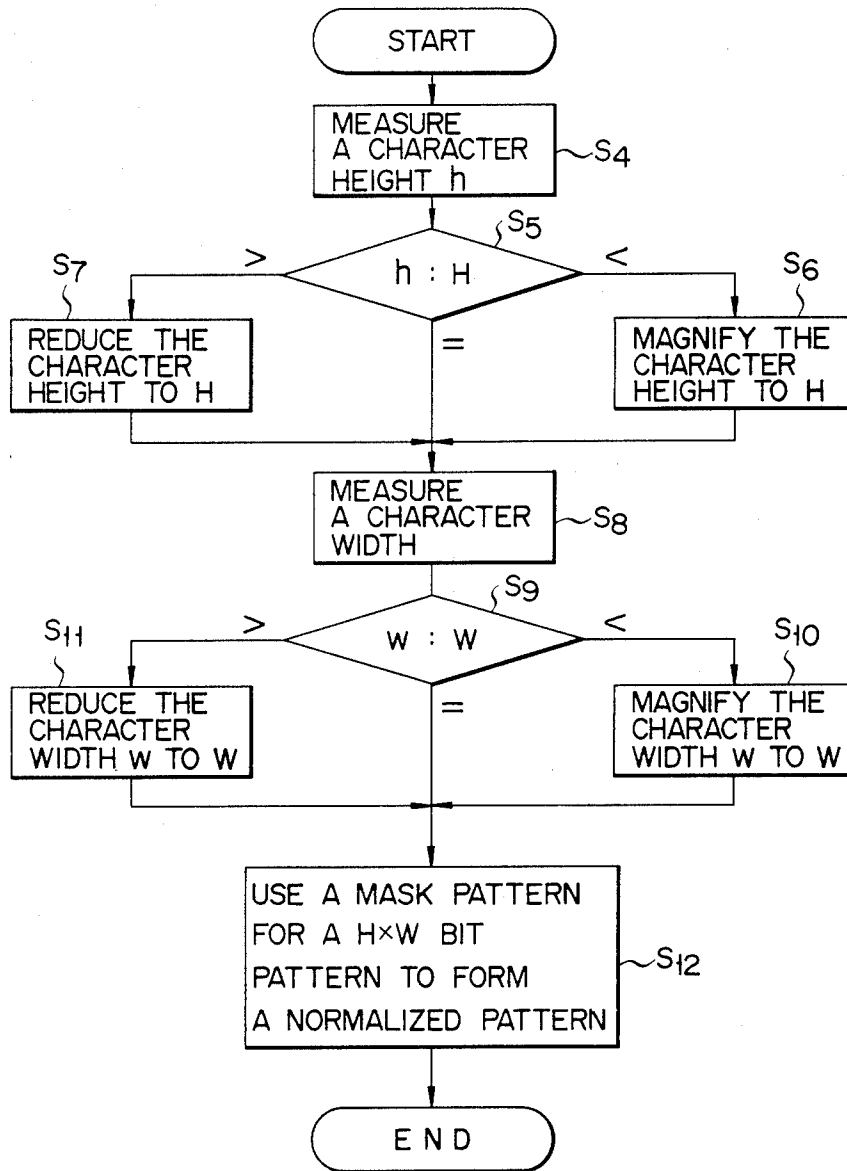 START
MEASURE
A CHARACTER
HEIGHT h
S4
S5
h : H
>
<
=
S7
REDUCE THE
CHARACTER
HEIGHT TO H
S6
MAGNIFY THE
CHARACTER
HEIGHT TO H
MEASURE
A CHARACTER
WIDTH
S8
S9
w : W
>
<
=
S11
REDUCE THE
CHARACTER
WIDTH w TO W
S10
MAGNIFY THE
CHARACTER
WIDTH w TO W
USE A MASK PATTERN
FOR A H×W BIT
PATTERN TO FORM
A NORMALIZED PATTERN
S12
END